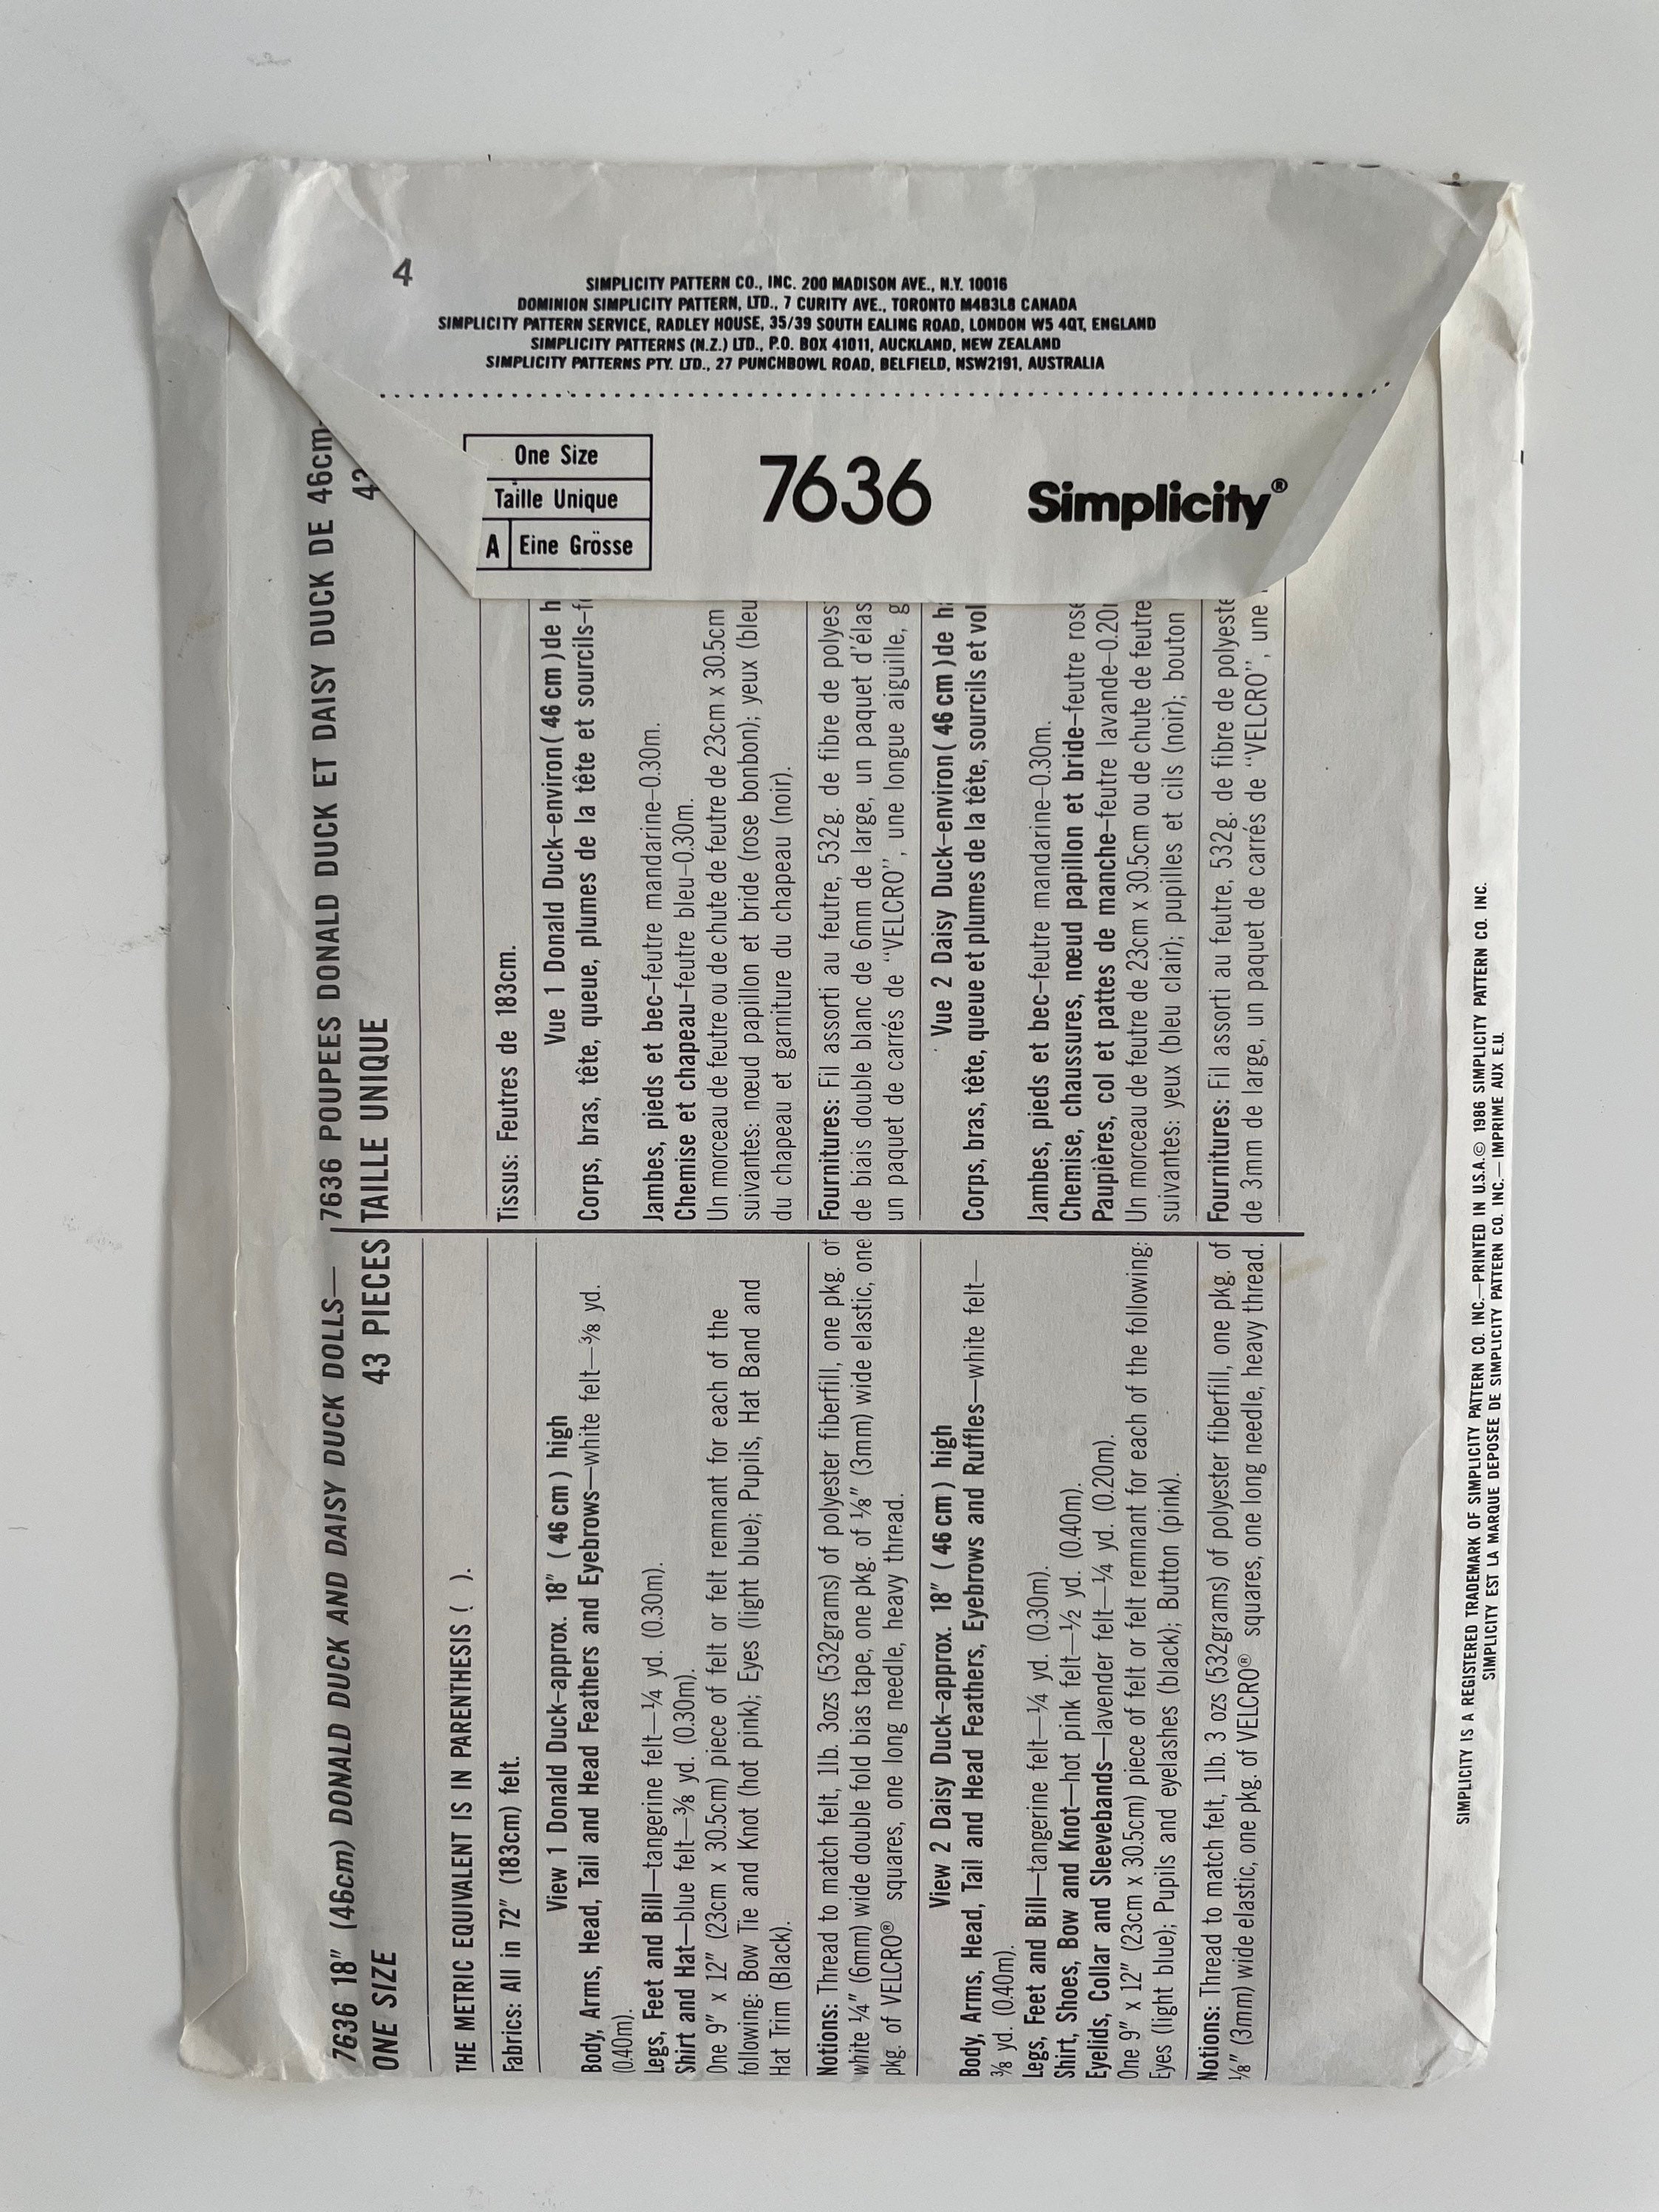 4
SIMPLICITY PATTERN CO., INC. 200 MADISON AVE., N.Y. 10016
DOMINION SIMPLICITY PATTERN, LTD., 7 CURITY AVE., TORONTO M4B3L8 CANADA
SIMPLICITY PATTERN SERVICE, RADLEY HOUSE, 35/39 SOUTH EALING ROAD, LONDON W5 4QT, ENGLAND
SIMPLICITY PATTERNS (N.Z.) LTD., P.O. BOX 41011, AUCKLAND, NEW ZEALAND
SIMPLICITY PATTERNS PTY. LTD., 27 PUNCHBOWL ROAD, BELFIELD, NSW2191, AUSTRALIA
One Size
Taille Unique
A Eine Grösse
7636
Simplicity®
7636 18" (46cm) DONALD DUCK AND DAISY DUCK DOLLS—
ONE SIZE 43 PIECES
THE METRIC EQUIVALENT IS IN PARENTHESIS ( ).
Fabrics: All in 72" (183cm) felt.
View 1 Donald Duck–approx. 18" ( 46 cm ) high
Body, Arms, Head, Tail and Head Feathers and Eyebrows—white felt—⅜ yd.
(0.40m).
Legs, Feet and Bill—tangerine felt—¼ yd. (0.30m).
Shirt and Hat—blue felt—⅜ yd. (0.30m).
One 9" x 12" (23cm x 30.5cm) piece of felt or felt remnant for each of the
following: Bow Tie and Knot (hot pink); Eyes (light blue); Pupils, Hat Band and
Hat Trim (Black).
Notions: Thread to match felt, 1lb. 3ozs (532grams) of polyester fiberfill, one pkg. of
white ¼" (6mm) wide double fold bias tape, one pkg. of ⅛" (3mm) wide elastic, one
pkg. of VELCRO® squares, one long needle, heavy thread.
View 2 Daisy Duck–approx. 18" ( 46 cm ) high
Body, Arms, Head, Tail and Head Feathers, Eyebrows and Ruffles—white felt—
⅜ yd. (0.40m).
Legs, Feet and Bill—tangerine felt—¼ yd. (0.30m).
Shirt, Shoes, Bow and Knot—hot pink felt—½ yd. (0.40m).
Eyelids, Collar and Sleevebands—lavender felt—¼ yd. (0.20m).
One 9" x 12" (23cm x 30.5cm) piece of felt or felt remnant for each of the following:
Eyes (light blue); Pupils and eyelashes (black); Button (pink).
Notions: Thread to match felt, 1lb. 3 ozs (532grams) of polyester fiberfill, one pkg. of
⅛" (3mm) wide elastic, one pkg. of VELCRO® squares, one long needle, heavy thread.
7636 POUPEES DONALD DUCK ET DAISY DUCK DE 46cm-
TAILLE UNIQUE 43
Tissus: Feutres de 183cm.
Vue 1 Donald Duck–environ( 46 cm )de h
Corps, bras, tête, queue, plumes de la tête et sourcils–f
Jambes, pieds et bec–feutre mandarine–0.30m.
Chemise et chapeau–feutre bleu–0.30m.
Un morceau de feutre ou de chute de feutre de 23cm x 30.5cm
suivantes: nœud papillon et bride (rose bonbon); yeux (bleu
du chapeau et garniture du chapeau (noir).
Fournitures: Fil assorti au feutre, 532g. de fibre de polyes
de biais double blanc de 6mm de large, un paquet d'élas
un paquet de carrés de "VELCRO", une longue aiguille, g
Vue 2 Daisy Duck–environ( 46 cm )de h
Corps, bras, tête, queue et plumes de la tête, sourcils et vol
Jambes, pieds et bec–feutre mandarine–0.30m.
Chemise, chaussures, nœud papillon et bride–feutre rose
Paupières, col et pattes de manche–feutre lavande–0.20
Un morceau de feutre de 23cm x 30.5cm ou de chute de feutre
suivantes: yeux (bleu clair); pupilles et cils (noir); bouton
Fournitures: Fil assorti au feutre, 532g. de fibre de polyeste
de 3mm de large, un paquet de carrés de "VELCRO", une
SIMPLICITY IS A REGISTERED TRADEMARK OF SIMPLICITY PATTERN CO. INC.—PRINTED IN U.S.A.© 1986 SIMPLICITY PATTERN CO. INC.
SIMPLICITY EST LA MARQUE DEPOSEE DE SIMPLICITY PATTERN CO. INC.— IMPRIME AUX E.U.